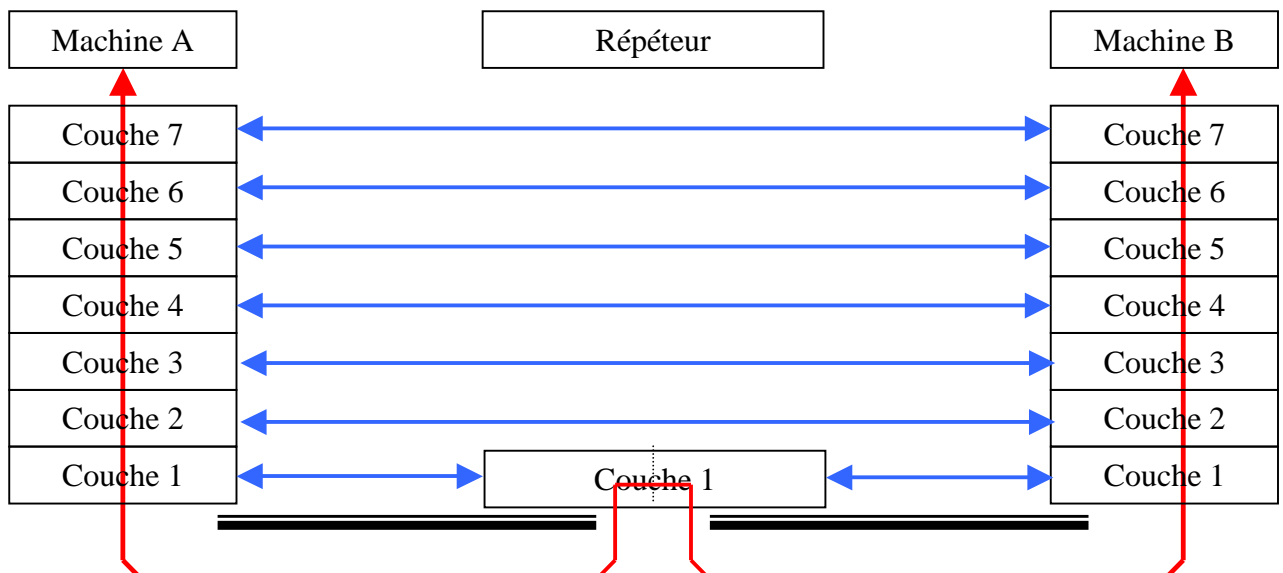 Machine A Répéteur Machine B
Couche 7 Couche 7
Couche 6 Couche 6
Couche 5 Couche 5
Couche 4 Couche 4
Couche 3 Couche 3
Couche 2 Couche 2
Couche 1 Couche 1 Couche 1